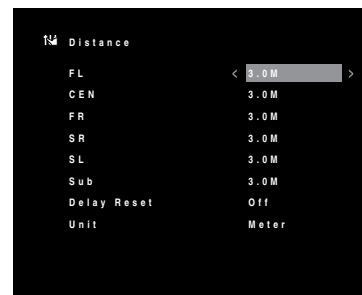 Distance
FL < 3.0M >
CEN 3.0M
FR 3.0M
SR 3.0M
SL 3.0M
Sub 3.0M
Delay Reset Off
Unit Meter